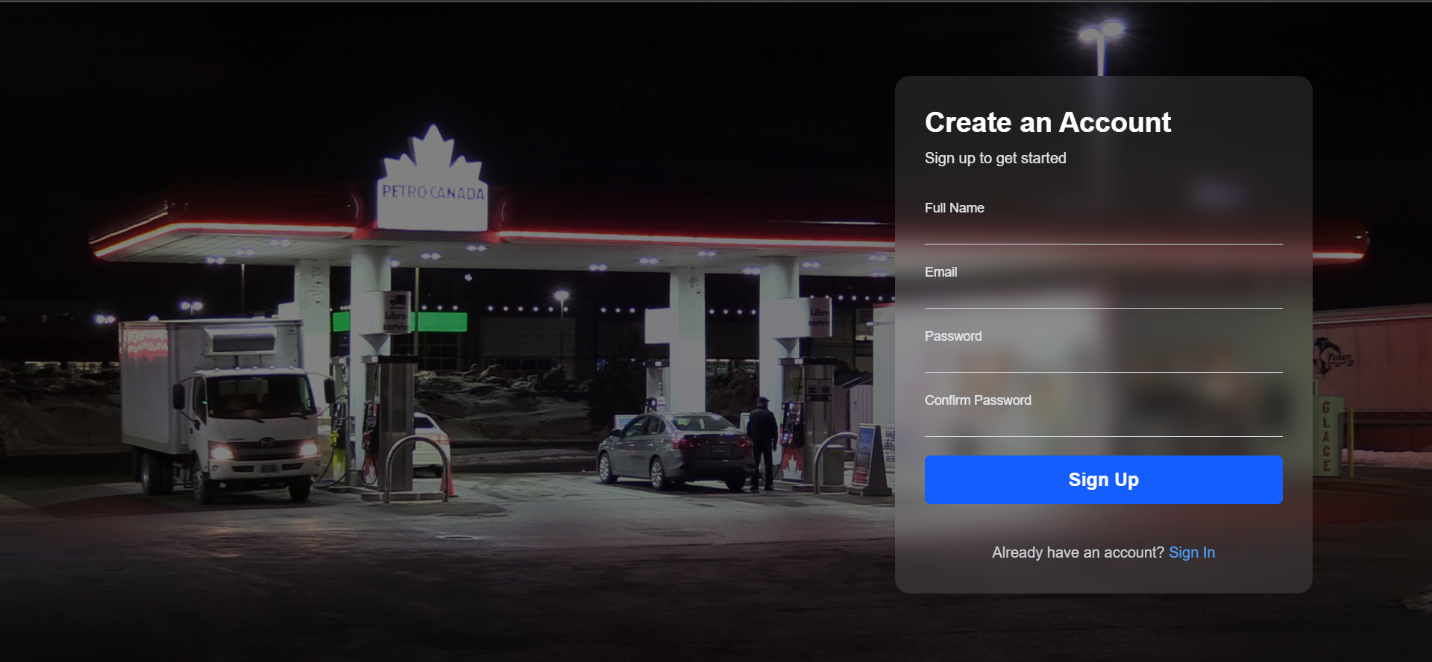 PETRO-CANADA
Libre
service
Libre
service
GLACE
Create an Account
Sign up to get started
Full Name
Email
Password
Confirm Password
Sign Up
Already have an account? Sign In